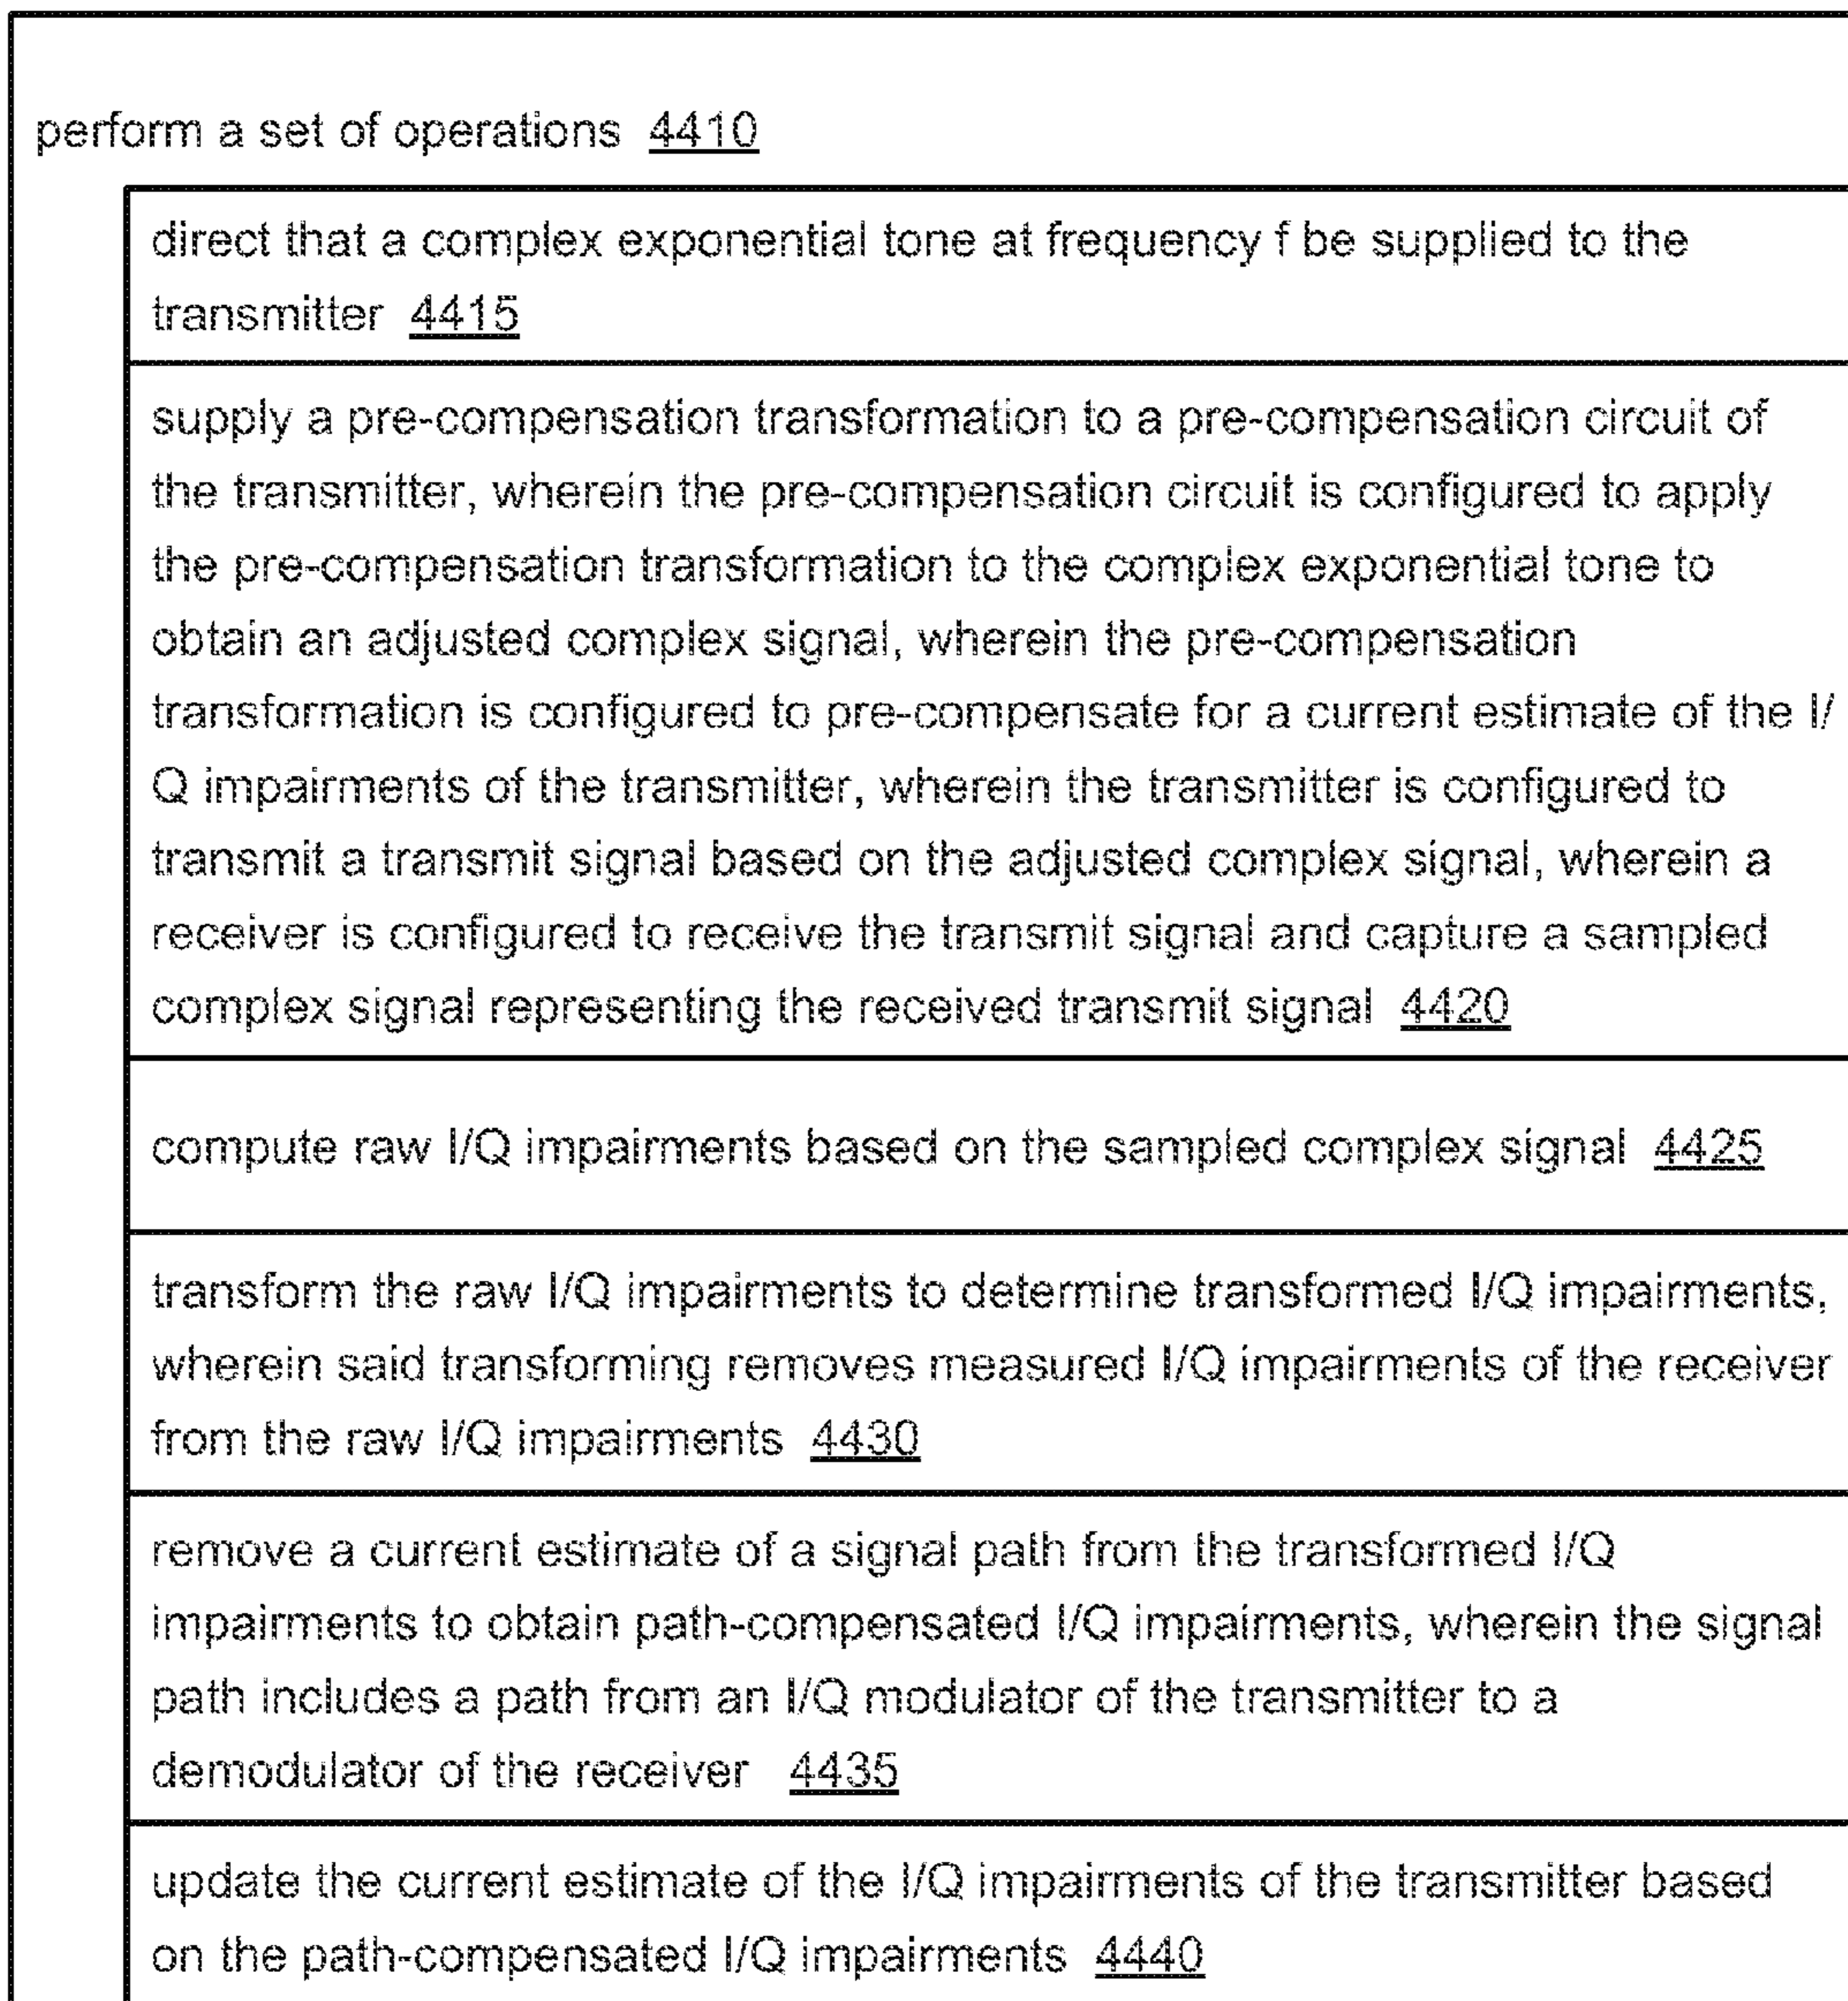 perform a set of operations 4410
direct that a complex exponential tone at frequency f be supplied to the
transmitter 4415
supply a pre-compensation transformation to a pre-compensation circuit of
the transmitter, wherein the pre-compensation circuit is configured to apply
the pre-compensation transformation to the complex exponential tone to
obtain an adjusted complex signal, wherein the pre-compensation
transformation is configured to pre-compensate for a current estimate of the I/
Q impairments of the transmitter, wherein the transmitter is configured to
transmit a transmit signal based on the adjusted complex signal, wherein a
receiver is configured to receive the transmit signal and capture a sampled
complex signal representing the received transmit signal 4420
compute raw I/Q impairments based on the sampled complex signal 4425
transform the raw I/Q impairments to determine transformed I/Q impairments,
wherein said transforming removes measured I/Q impairments of the receiver
from the raw I/Q impairments 4430
remove a current estimate of a signal path from the transformed I/Q
impairments to obtain path-compensated I/Q impairments, wherein the signal
path includes a path from an I/Q modulator of the transmitter to a
demodulator of the receiver 4435
update the current estimate of the I/Q impairments of the transmitter based
on the path-compensated I/Q impairments 4440